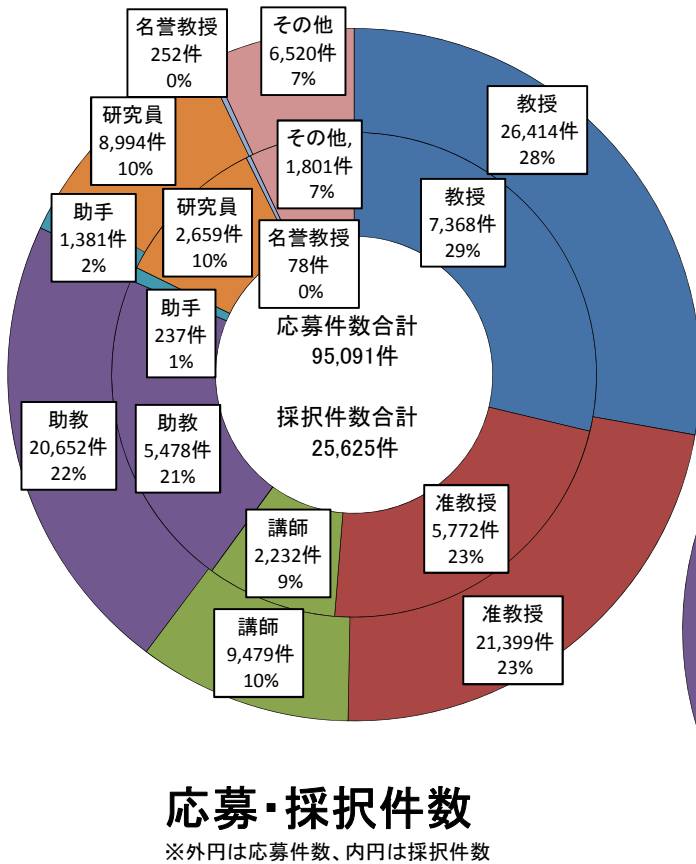 名誉教授
252件
0%
その他
6,520件
7%
教授
26,414件
28%
研究員
8,994件
10%
その他,
1,801件
7%
教授
7,368件
29%
助手
1,381件
2%
研究員
2,659件
10%
名誉教授
78件
0%
助手
237件
1%
応募件数合計
95,091件
採択件数合計
25,625件
助教
20,652件
22%
助教
5,478件
21%
准教授
5,772件
23%
講師
2,232件
9%
准教授
21,399件
23%
講師
9,479件
10%
応募・採択件数
※外円は応募件数、内円は採択件数